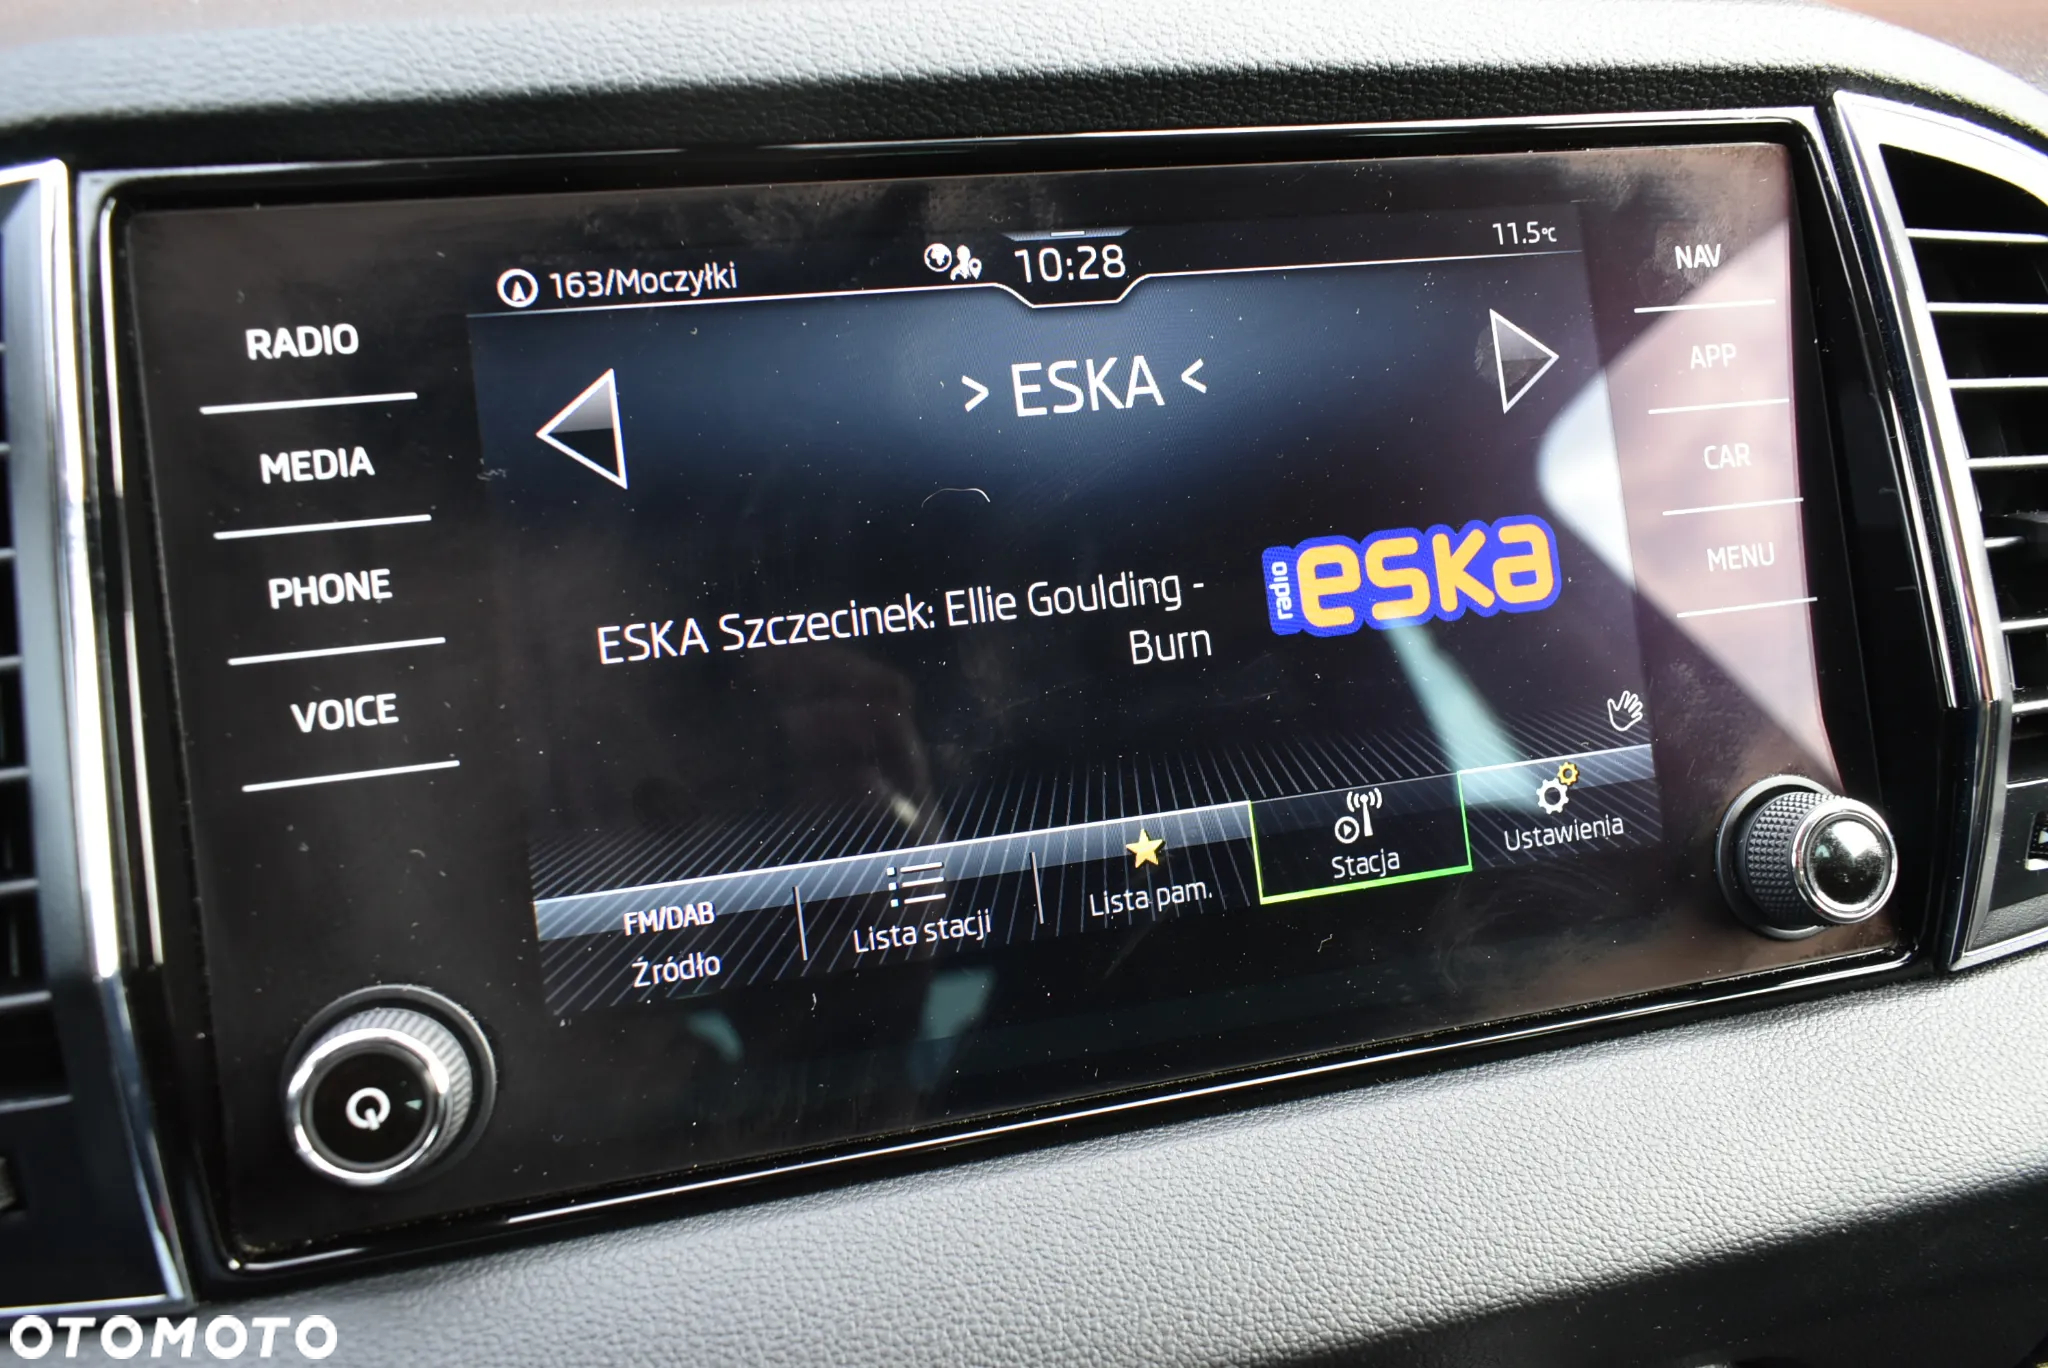 163/Moczyłki
10:28
11.5°C
RADIO
MEDIA
PHONE
VOICE
> ESKA <
NAV
APP
CAR
MENU
ESKA Szczecinek: Ellie Goulding -
Burn
radio eska
FM/DAB
Źródło
Lista stacji
Lista pam.
Stacja
Ustawienia
OTOMOTO